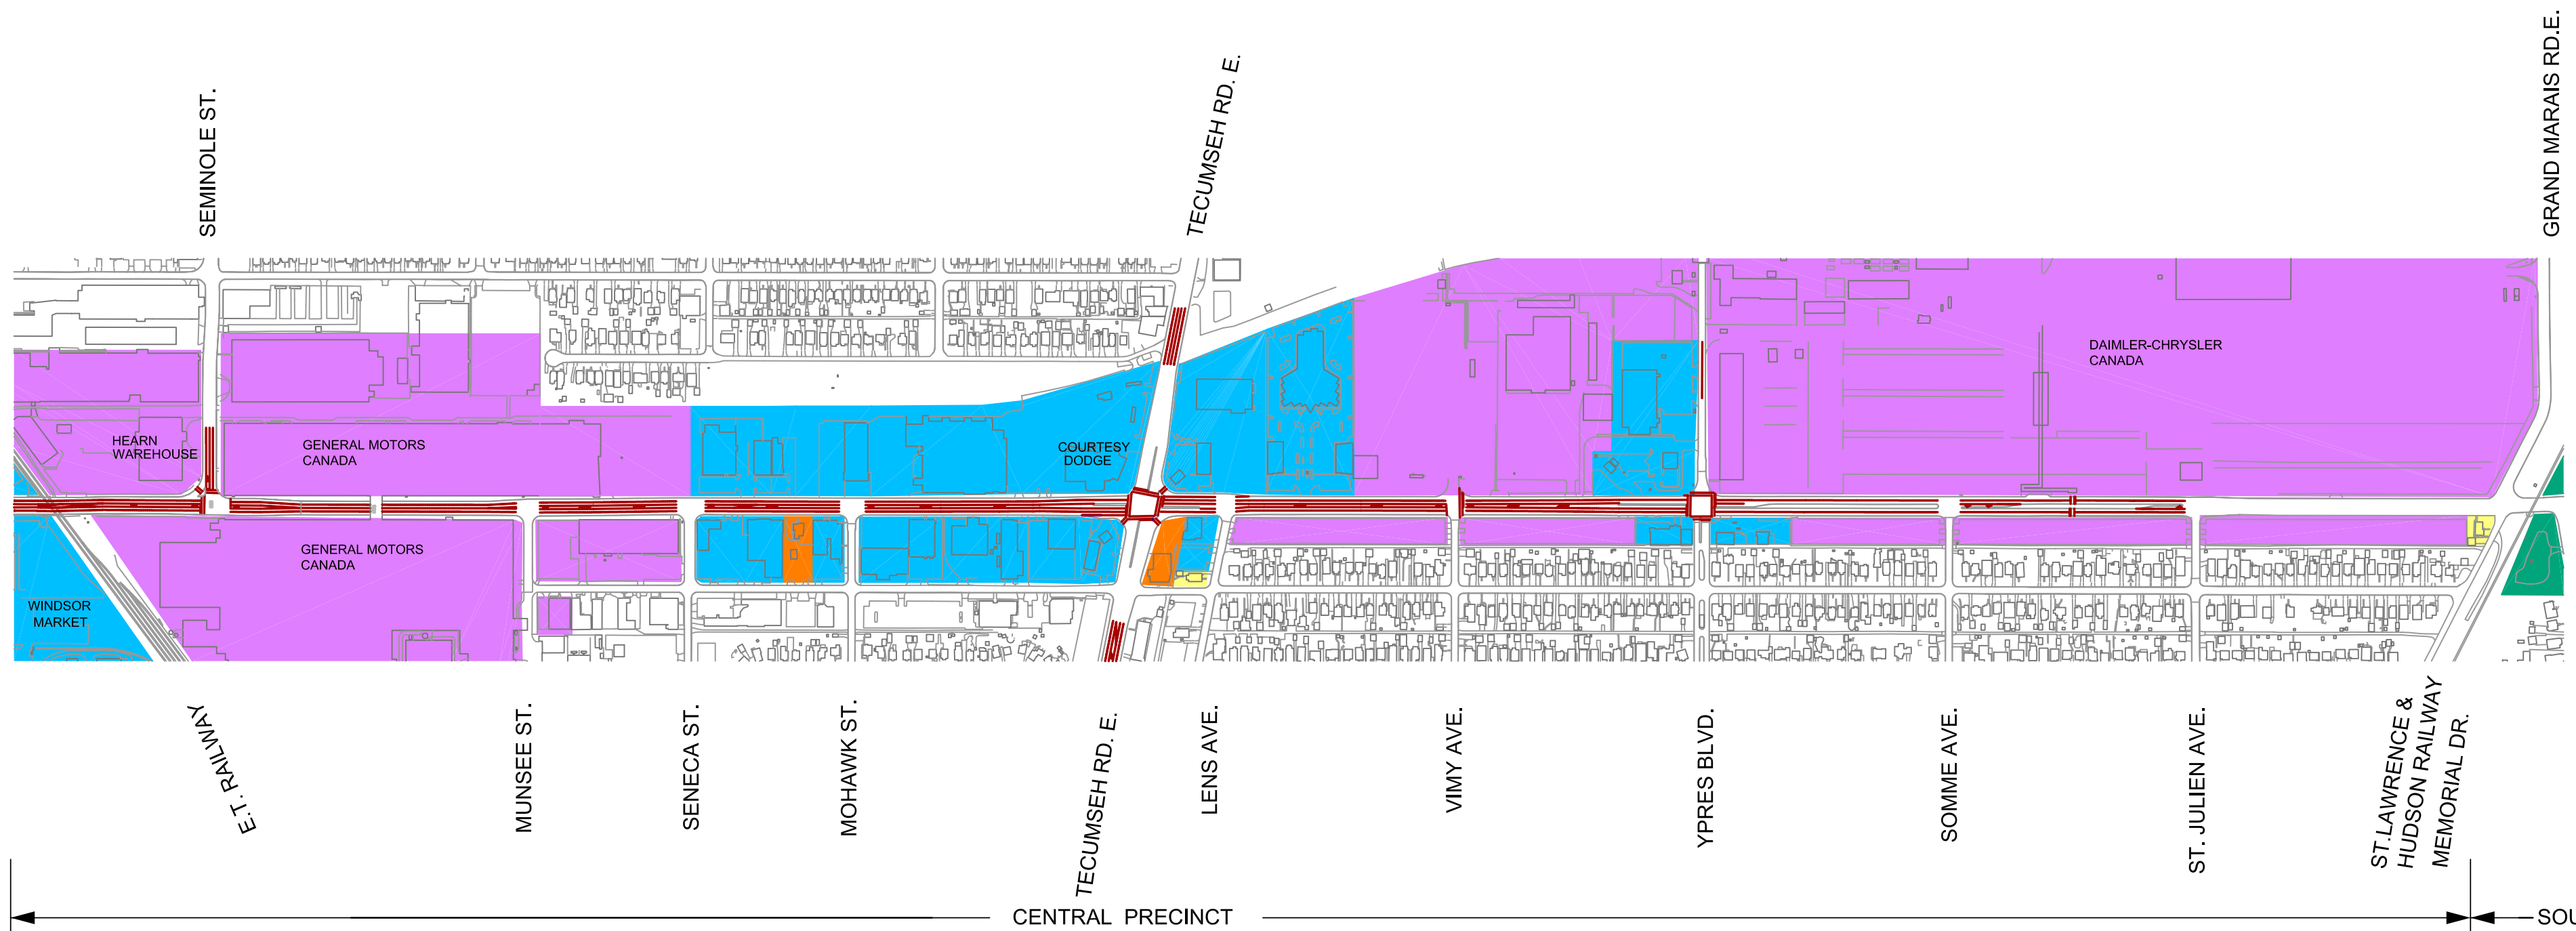 SEMINOLE ST.
TECUMSEH RD. E.
GRAND MARAIS RD.E.
DAIMLER-CHRYSLER
CANADA
HEARN
WAREHOUSE
GENERAL MOTORS
CANADA
COURTESY
DODGE
GENERAL MOTORS
CANADA
WINDSOR
MARKET
E.T. RAILWAY
MUNSEE ST.
SENECA ST.
MOHAWK ST.
TECUMSEH RD. E.
LENS AVE.
VIMY AVE.
YPRES BLVD.
SOMME AVE.
ST. JULIEN AVE.
ST.LAWRENCE &
HUDSON RAILWAY
MEMORIAL DR.
CENTRAL PRECINCT
SOU